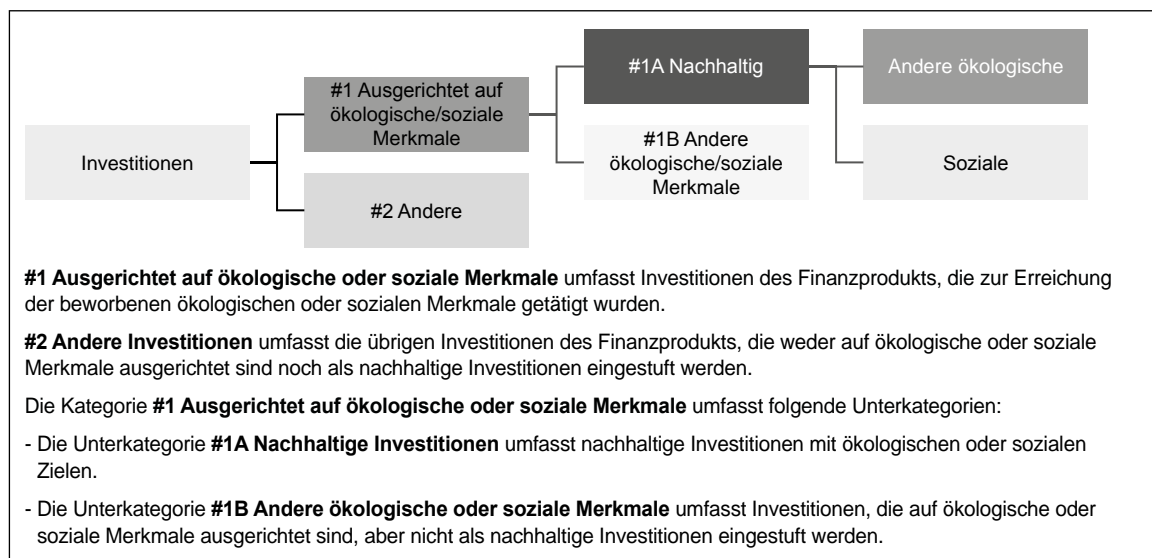 #1A Nachhaltig
Andere ökologische
#1 Ausgerichtet auf
ökologische/soziale
Merkmale
#1B Andere
ökologische/soziale
Merkmale
Investitionen
Soziale
#2 Andere
#1 Ausgerichtet auf ökologische oder soziale Merkmale umfasst Investitionen des Finanzprodukts, die zur Erreichung
der beworbenen ökologischen oder sozialen Merkmale getätigt wurden.
#2 Andere Investitionen umfasst die übrigen Investitionen des Finanzprodukts, die weder auf ökologische oder soziale
Merkmale ausgerichtet sind noch als nachhaltige Investitionen eingestuft werden.
Die Kategorie #1 Ausgerichtet auf ökologische oder soziale Merkmale umfasst folgende Unterkategorien:
- Die Unterkategorie #1A Nachhaltige Investitionen umfasst nachhaltige Investitionen mit ökologischen oder sozialen
Zielen.
- Die Unterkategorie #1B Andere ökologische oder soziale Merkmale umfasst Investitionen, die auf ökologische oder
soziale Merkmale ausgerichtet sind, aber nicht als nachhaltige Investitionen eingestuft werden.